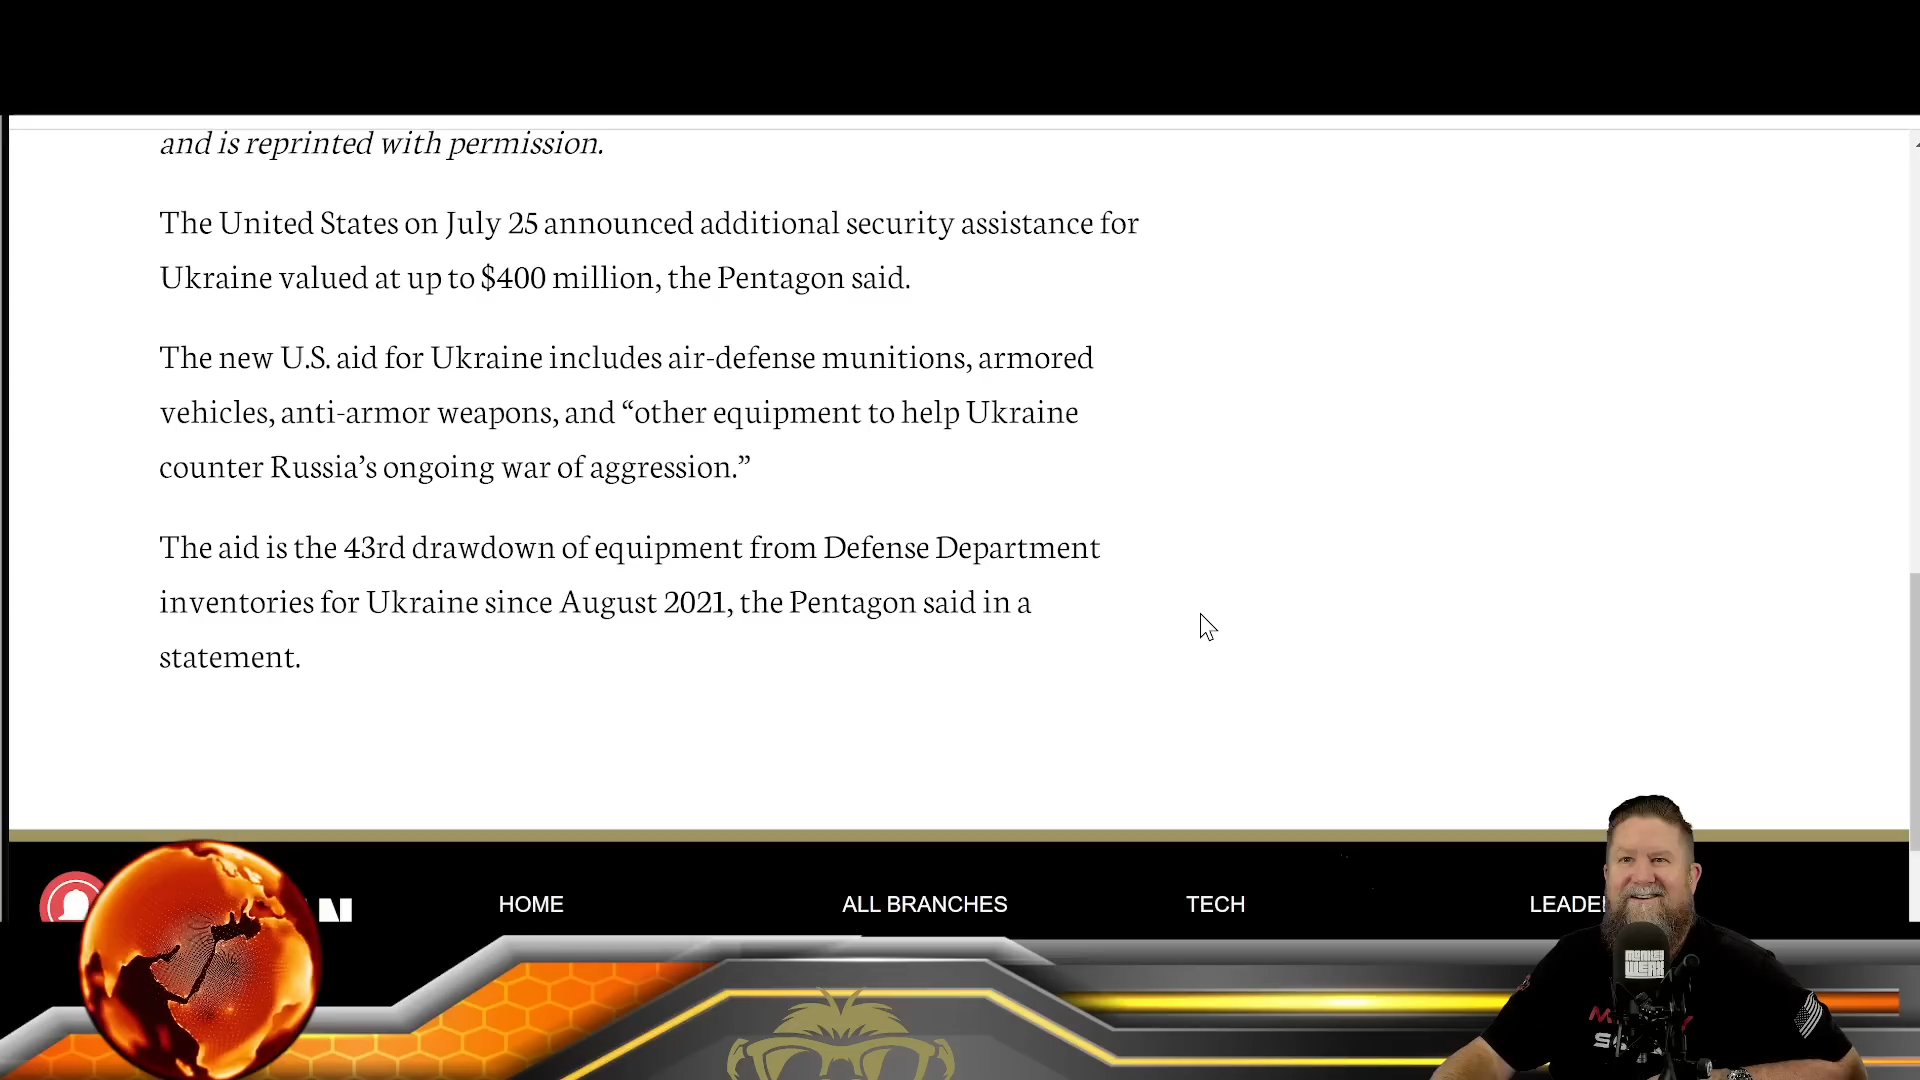 and is reprinted with permission.
The United States on July 25 announced additional security assistance for
Ukraine valued at up to $400 million, the Pentagon said.
The new U.S. aid for Ukraine includes air-defense munitions, armored
vehicles, anti-armor weapons, and “other equipment to help Ukraine
counter Russia’s ongoing war of aggression.”
The aid is the 43rd drawdown of equipment from Defense Department
inventories for Ukraine since August 2021, the Pentagon said in a
statement.
HOME ALL BRANCHES TECH LEADE